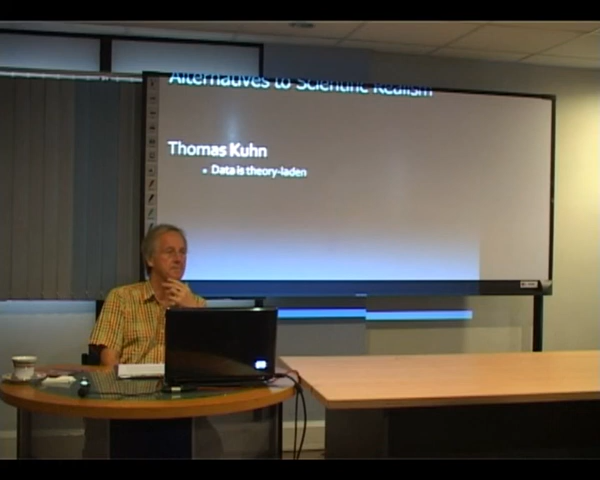 Alternatives to Scientific Realism
Thomas Kuhn
Data is theory-laden